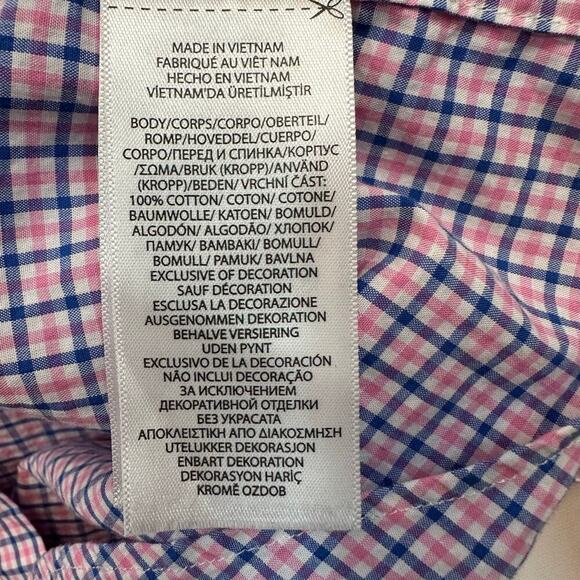 MADE IN VIETNAM
FABRIQUÉ AU VIÊT NAM
HECHO EN VIETNAM
VİETNAM'DA ÜRETİLMİŞTİR
BODY/CORPS/CORPO/OBERTEIL/
ROMP/HOVEDDEL/CUERPO/
CORPO/ПЕРЕД И СПИНКА/КОРПУС
/ΣΩΜΑ/BRUK (KROPP)/ANVÄND
(KROPP)/BEDEN/ VRCHNÍ ČÁST:
100% COTTON/ COTON/ COTONE/
BAUMWOLLE/ KATOEN/ BOMULD/
ALGODÓN/ ALGODÃO/ ХЛОПОК/
ПАМУК/ ΒΑΜΒΑΚΙ/ BOMULL/
BOMULL/ PAMUK/ BAVLNA
EXCLUSIVE OF DECORATION
SAUF DÉCORATION
ESCLUSA LA DECORAZIONE
AUSGENOMMEN DEKORATION
BEHALVE VERSIERING
UDEN PYNT
EXCLUSIVO DE LA DECORACIÓN
NÃO INCLUI DECORAÇÃO
ЗА ИСКЛЮЧЕНИЕМ
ДЕКОРАТИВНОЙ ОТДЕЛКИ
БЕЗ УКРАСАТА
ΑΠΟΚΛΕΙΣΤΙΚΗ ΑΠΟ ΔΙΑΚΟΣΜΗΣΗ
UTELUKKER DEKORASJON
ENBART DEKORATION
DEKORASYON HARİÇ
KROMĚ OZDOB